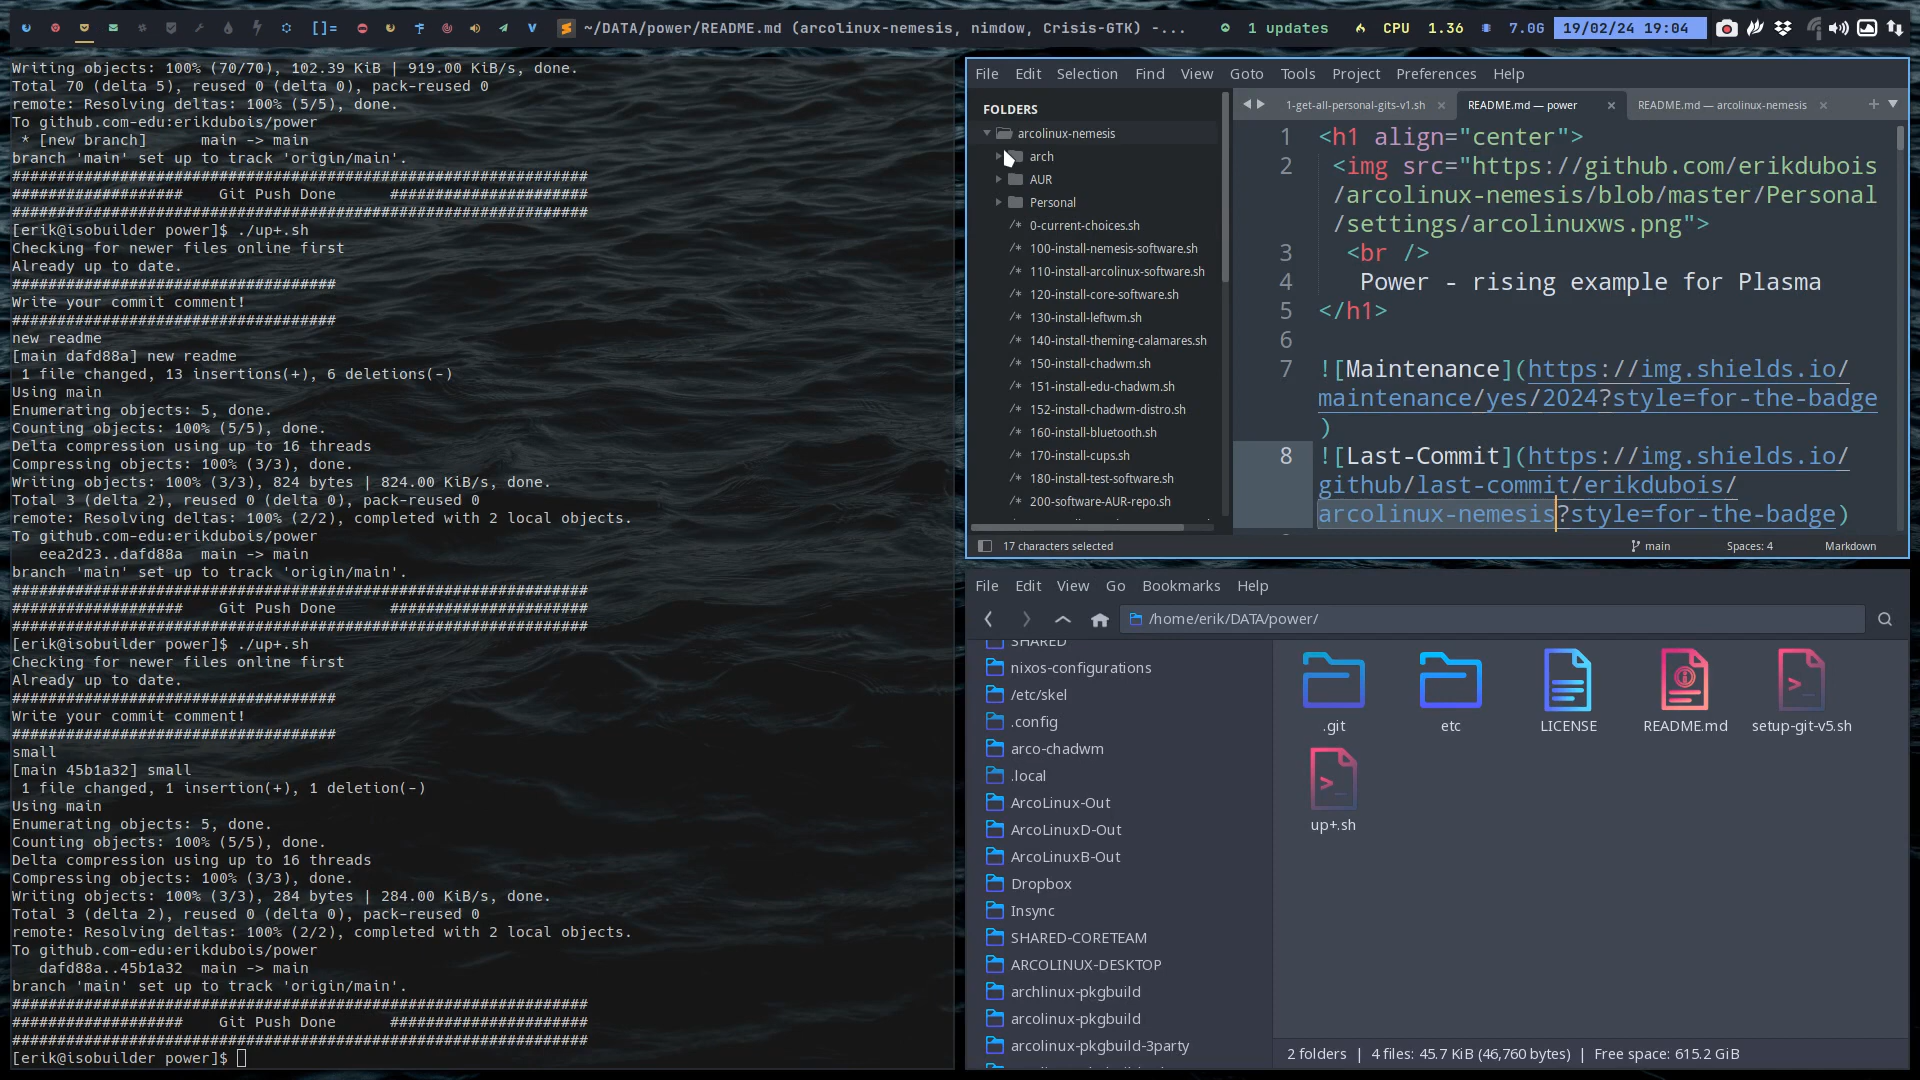 []=
~/DATA/power/README.md (arcolinux-nemesis, nimdow, Crisis-GTK) -...
1 updates
CPU 1.36
7.0G
19/02/24 19:04
Writing objects: 100% (70/70), 102.39 KiB | 919.00 KiB/s, done.
Total 70 (delta 5), reused 0 (delta 0), pack-reused 0
remote: Resolving deltas: 100% (5/5), done.
To github.com-edu:erikdubois/power
 * [new branch]      main -> main
branch 'main' set up to track 'origin/main'.
################################################################
###################    Git Push Done      ######################
################################################################
[erik@isobuilder power]$ ./up+.sh
Checking for newer files online first
Already up to date.
####################################
Write your commit comment!
####################################
new readme
[main dafd88a] new readme
 1 file changed, 13 insertions(+), 6 deletions(-)
Using main
Enumerating objects: 5, done.
Counting objects: 100% (5/5), done.
Delta compression using up to 16 threads
Compressing objects: 100% (3/3), done.
Writing objects: 100% (3/3), 824 bytes | 824.00 KiB/s, done.
Total 3 (delta 2), reused 0 (delta 0), pack-reused 0
remote: Resolving deltas: 100% (2/2), completed with 2 local objects.
To github.com-edu:erikdubois/power
   eea2d23..dafd88a  main -> main
branch 'main' set up to track 'origin/main'.
################################################################
###################    Git Push Done      ######################
################################################################
[erik@isobuilder power]$ ./up+.sh
Checking for newer files online first
Already up to date.
####################################
Write your commit comment!
####################################
small
[main 45b1a32] small
 1 file changed, 1 insertion(+), 1 deletion(-)
Using main
Enumerating objects: 5, done.
Counting objects: 100% (5/5), done.
Delta compression using up to 16 threads
Compressing objects: 100% (3/3), done.
Writing objects: 100% (3/3), 284 bytes | 284.00 KiB/s, done.
Total 3 (delta 2), reused 0 (delta 0), pack-reused 0
remote: Resolving deltas: 100% (2/2), completed with 2 local objects.
To github.com-edu:erikdubois/power
   dafd88a..45b1a32  main -> main
branch 'main' set up to track 'origin/main'.
################################################################
###################    Git Push Done      ######################
################################################################
[erik@isobuilder power]$
File Edit Selection Find View Goto Tools Project Preferences Help
FOLDERS
arcolinux-nemesis
arch
AUR
Personal
/* 0-current-choices.sh
/* 100-install-nemesis-software.sh
/* 110-install-arcolinux-software.sh
/* 120-install-core-software.sh
/* 130-install-leftwm.sh
/* 140-install-theming-calamares.sh
/* 150-install-chadwm.sh
/* 151-install-edu-chadwm.sh
/* 152-install-chadwm-distro.sh
/* 160-install-bluetooth.sh
/* 170-install-cups.sh
/* 180-install-test-software.sh
/* 200-software-AUR-repo.sh
1-get-all-personal-gits-v1.sh
README.md — power
README.md — arcolinux-nemesis
1 <h1 align="center">
2  <img src="https://github.com/erikdubois
/arcolinux-nemesis/blob/master/Personal
/settings/arcolinuxws.png">
3   <br />
4    Power - rising example for Plasma
5 </h1>
6
7 ![Maintenance](https://img.shields.io/
maintenance/yes/2024?style=for-the-badge
)
8 ![Last-Commit](https://img.shields.io/
github/last-commit/erikdubois/
arcolinux-nemesis?style=for-the-badge)
17 characters selected
main
Spaces: 4
Markdown
File Edit View Go Bookmarks Help
/home/erik/DATA/power/
SHARED
nixos-configurations
/etc/skel
.config
arco-chadwm
.local
ArcoLinux-Out
ArcoLinuxD-Out
ArcoLinuxB-Out
Dropbox
Insync
SHARED-CORETEAM
ARCOLINUX-DESKTOP
archlinux-pkgbuild
arcolinux-pkgbuild
arcolinux-pkgbuild-3party
.git
etc
LICENSE
README.md
setup-git-v5.sh
up+.sh
2 folders | 4 files: 45.7 KiB (46,760 bytes) | Free space: 615.2 GiB